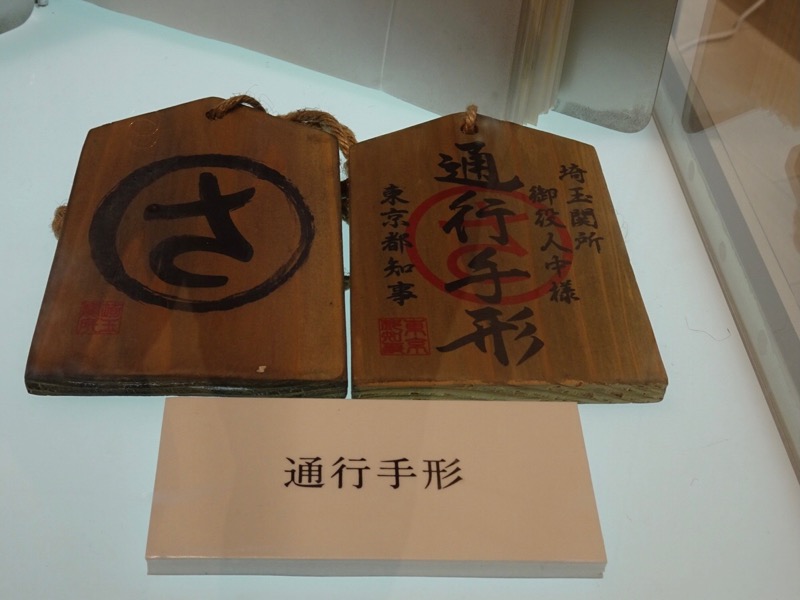 さ
埼玉関所
御役人中様
通行手形
東京都知事
通行手形